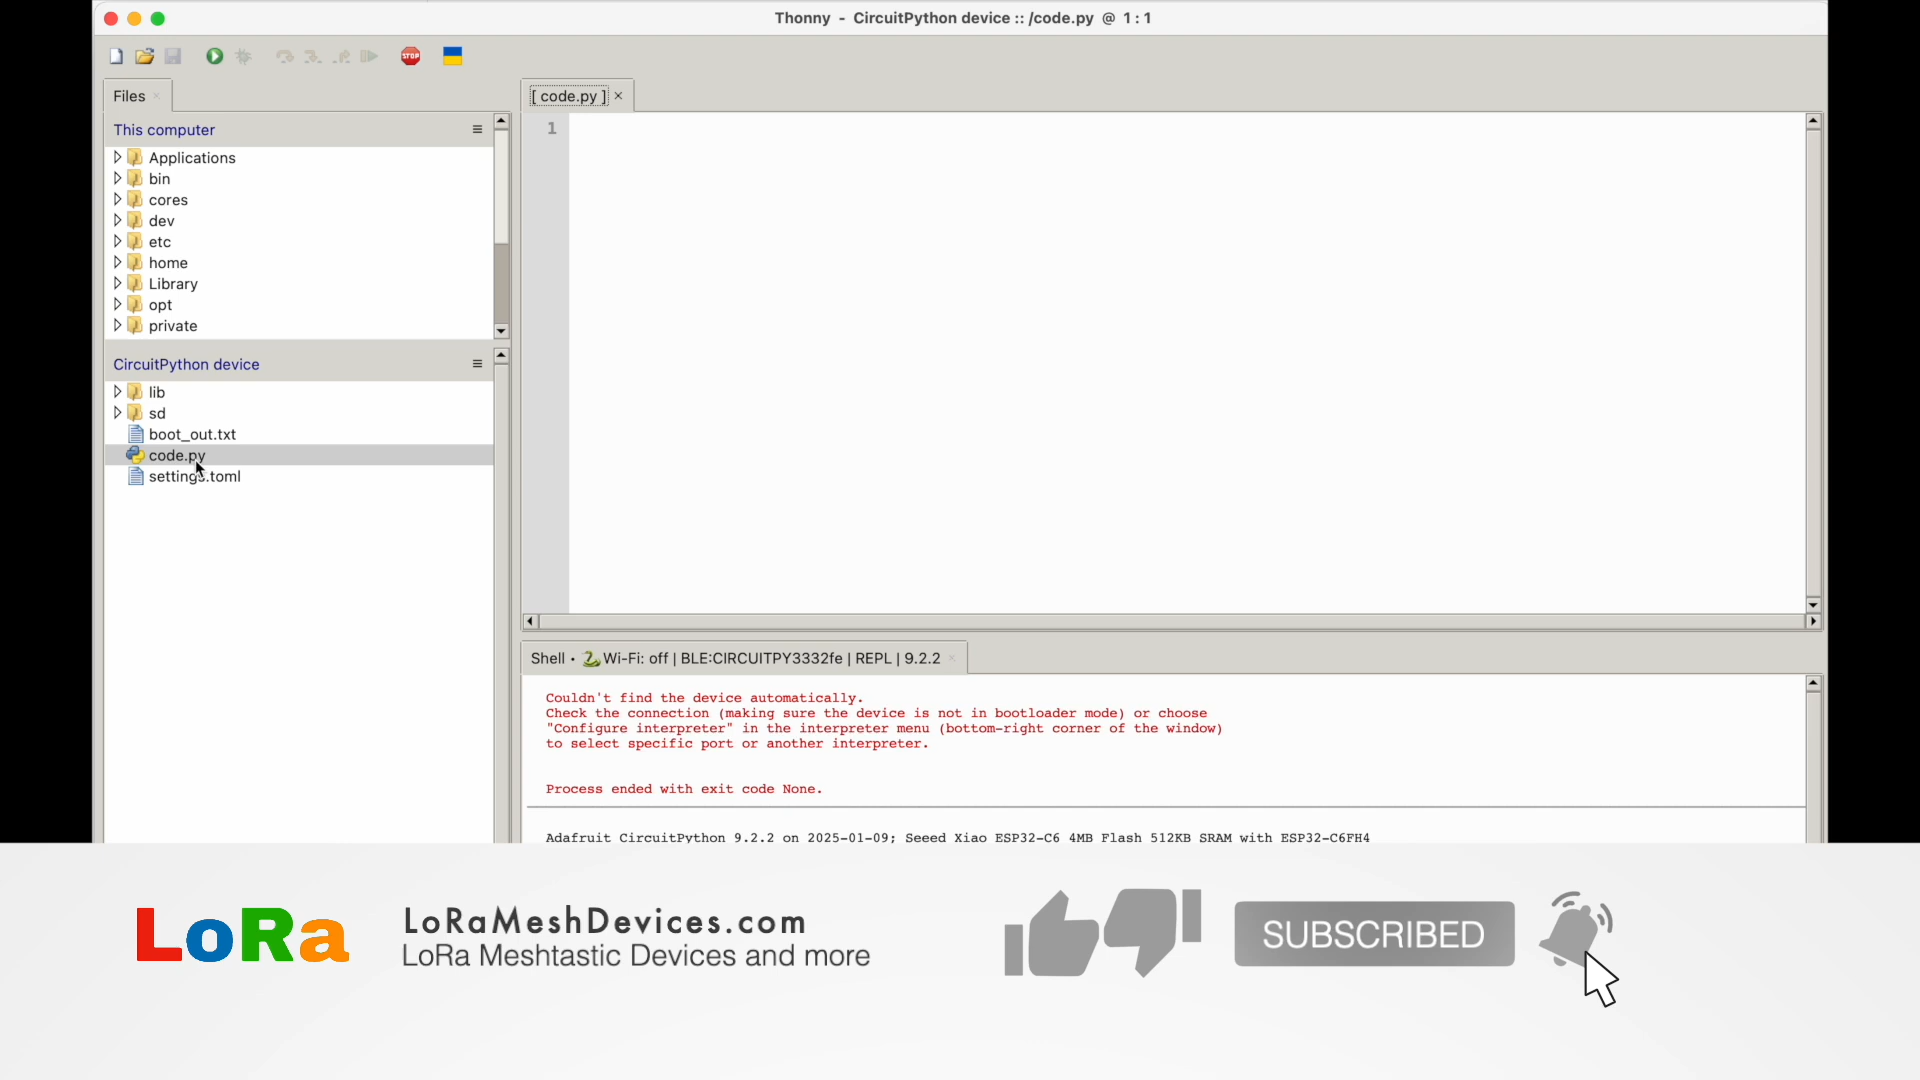 Thonny - CircuitPython device :: /code.py @ 1 : 1
STOP
Files
[ code.py ]
This computer
Applications
bin
cores
dev
etc
home
Library
opt
private
CircuitPython device
lib
sd
boot_out.txt
code.py
settings.toml
1
Shell • Wi-Fi: off | BLE:CIRCUITPY3332fe | REPL | 9.2.2
Couldn't find the device automatically.
Check the connection (making sure the device is not in bootloader mode) or choose
"Configure interpreter" in the interpreter menu (bottom-right corner of the window)
to select specific port or another interpreter.
Process ended with exit code None.
Adafruit CircuitPython 9.2.2 on 2025-01-09; Seeed Xiao ESP32-C6 4MB Flash 512KB SRAM with ESP32-C6FH4
LoRa
LoRaMeshDevices.com
LoRa Meshtastic Devices and more
SUBSCRIBED